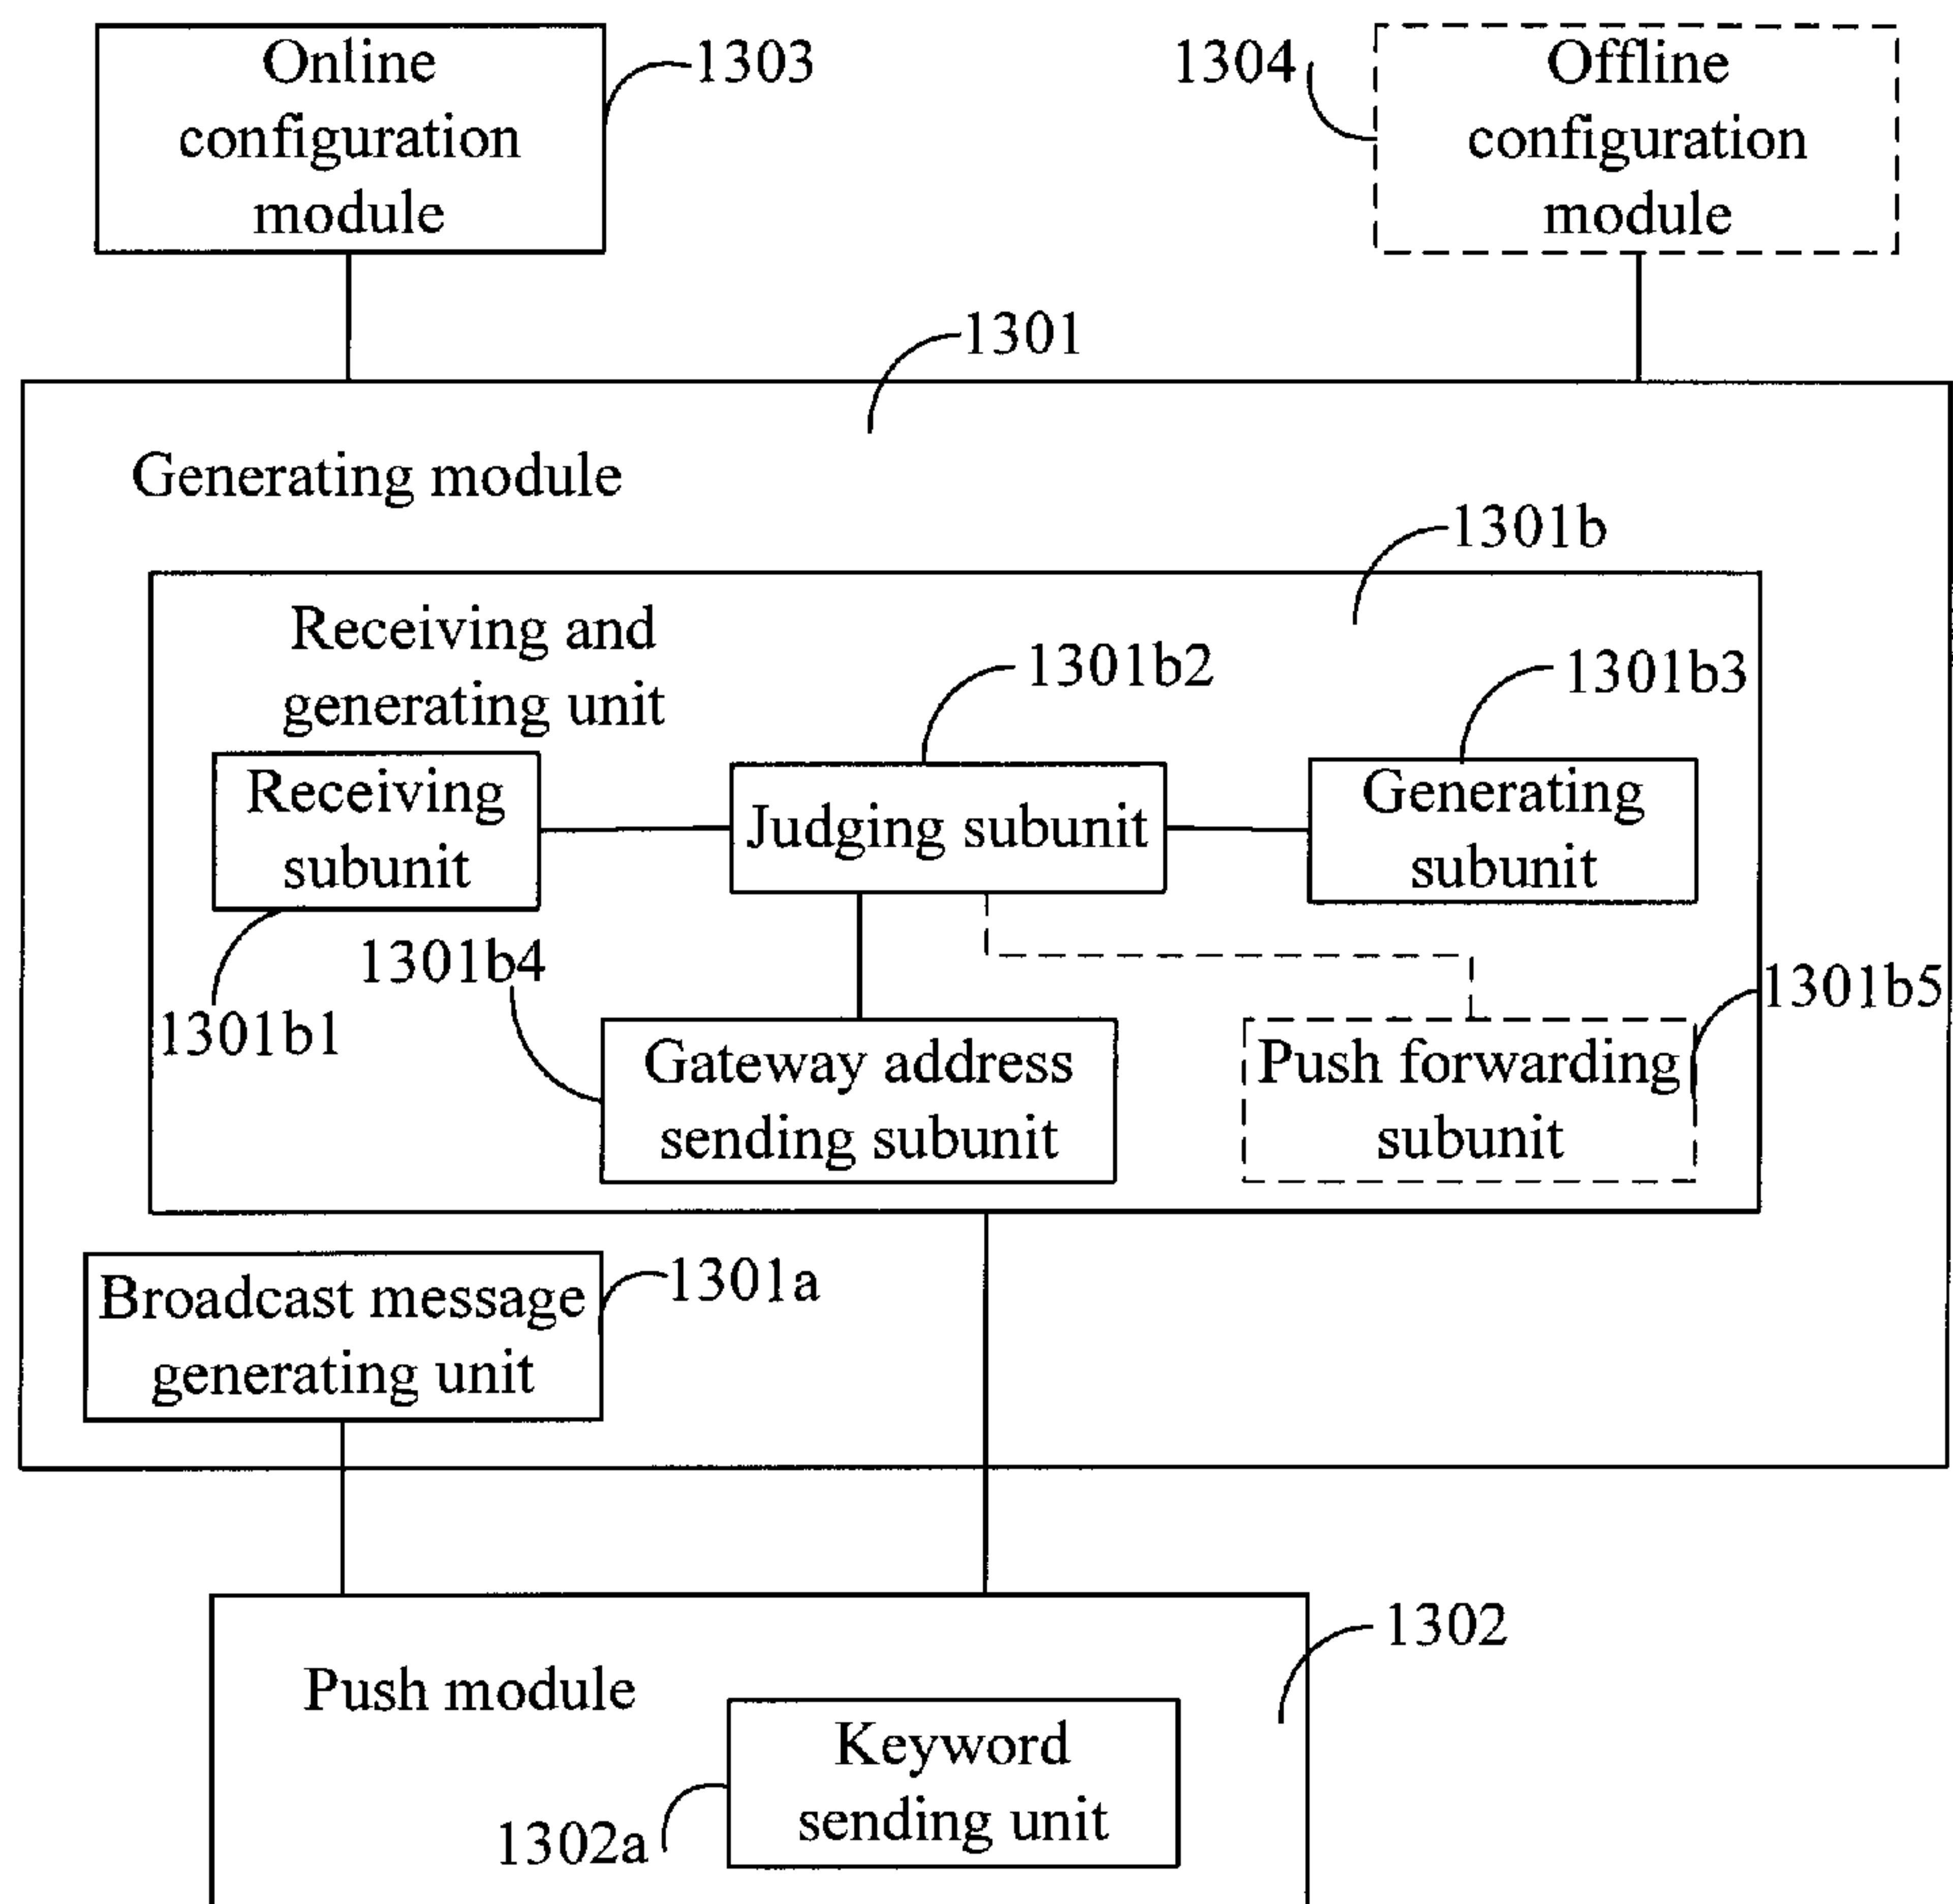 Online
configuration
module
1303
1304
Offline
configuration
module
1301
Generating module
1301b
Receiving and
generating unit
1301b2
1301b3
Receiving
subunit
Judging subunit
Generating
subunit
1301b4
1301b1
1301b5
Gateway address
sending subunit
Push forwarding
subunit
Broadcast message
generating unit
1301a
1302
Push module
Keyword
sending unit
1302a